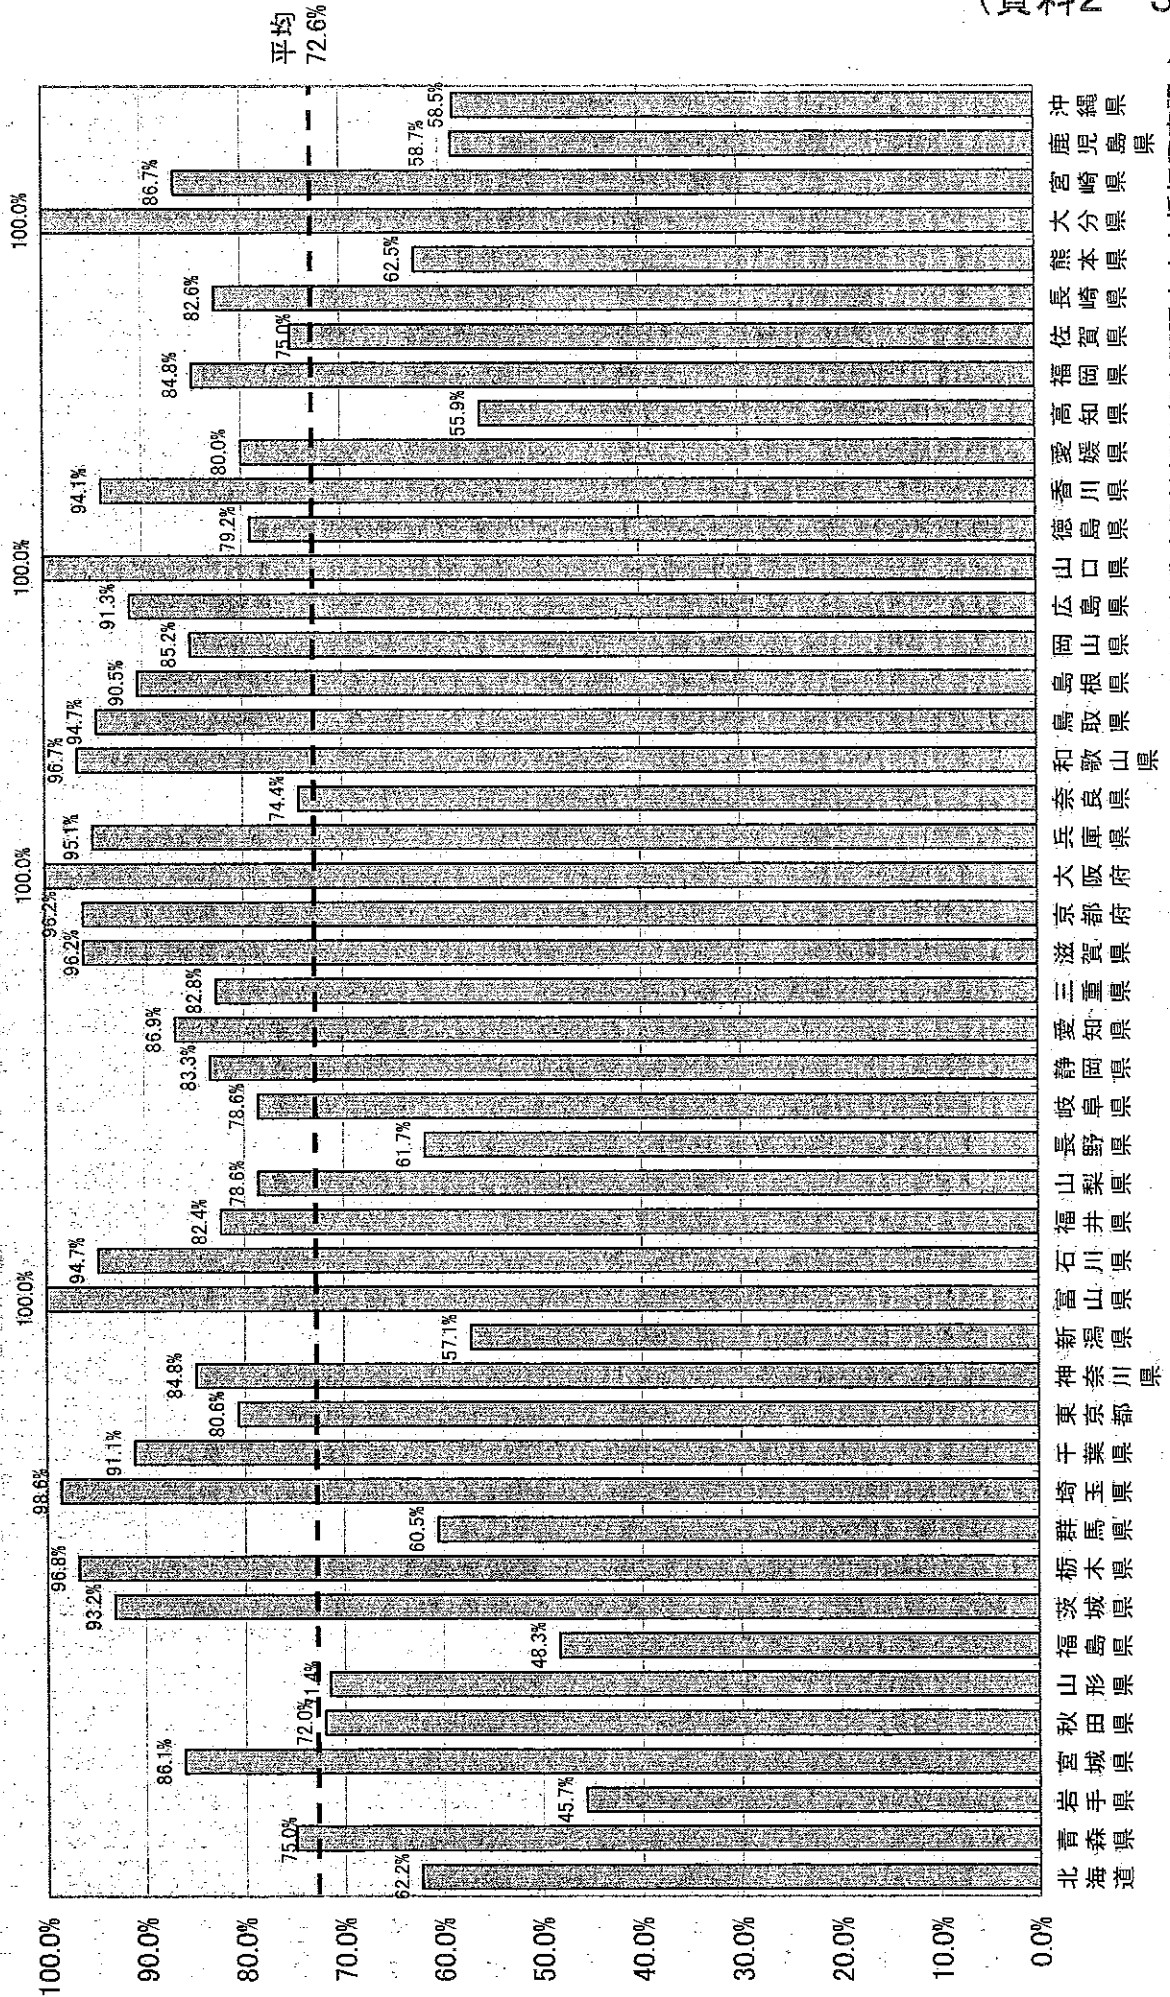 (資料2
平均
72.6%
100.0%
90.0%
80.0%
70.0%
60.0%
50.0%
40.0%
30.0%
20.0%
10.0%
0.0%
62.2%
75.0%
45.7%
86.1%
72.0%
1.4%
48.3%
93.2%
96.8%
60.5%
98.6%
91.1%
80.6%
84.8%
57.1%
100.0%
94.7%
82.4%
78.6%
61.7%
78.6%
83.3%
86.9%
82.8%
96.2%
96.2%
100.0%
95.1%
74.4%
96.7%
94.7%
90.5%
85.2%
91.3%
100.0%
79.2%
94.1%
80.0%
55.9%
84.8%
75.0%
82.6%
62.5%
100.0%
86.7%
58.7%
58.5%
北海道
青森県
岩手県
宮城県
秋田県
山形県
福島県
茨城県
栃木県
群馬県
埼玉県
千葉県
東京都
神奈川県
新潟県
富山県
石川県
福井県
山梨県
長野県
岐阜県
静岡県
愛知県
三重県
滋賀県
京都府
大阪府
兵庫県
奈良県
和歌山県
鳥取県
島根県
岡山県
広島県
山口県
徳島県
香川県
愛媛県
高知県
福岡県
佐賀県
長崎県
熊本県
大分県
宮崎県
鹿児島県
沖縄県